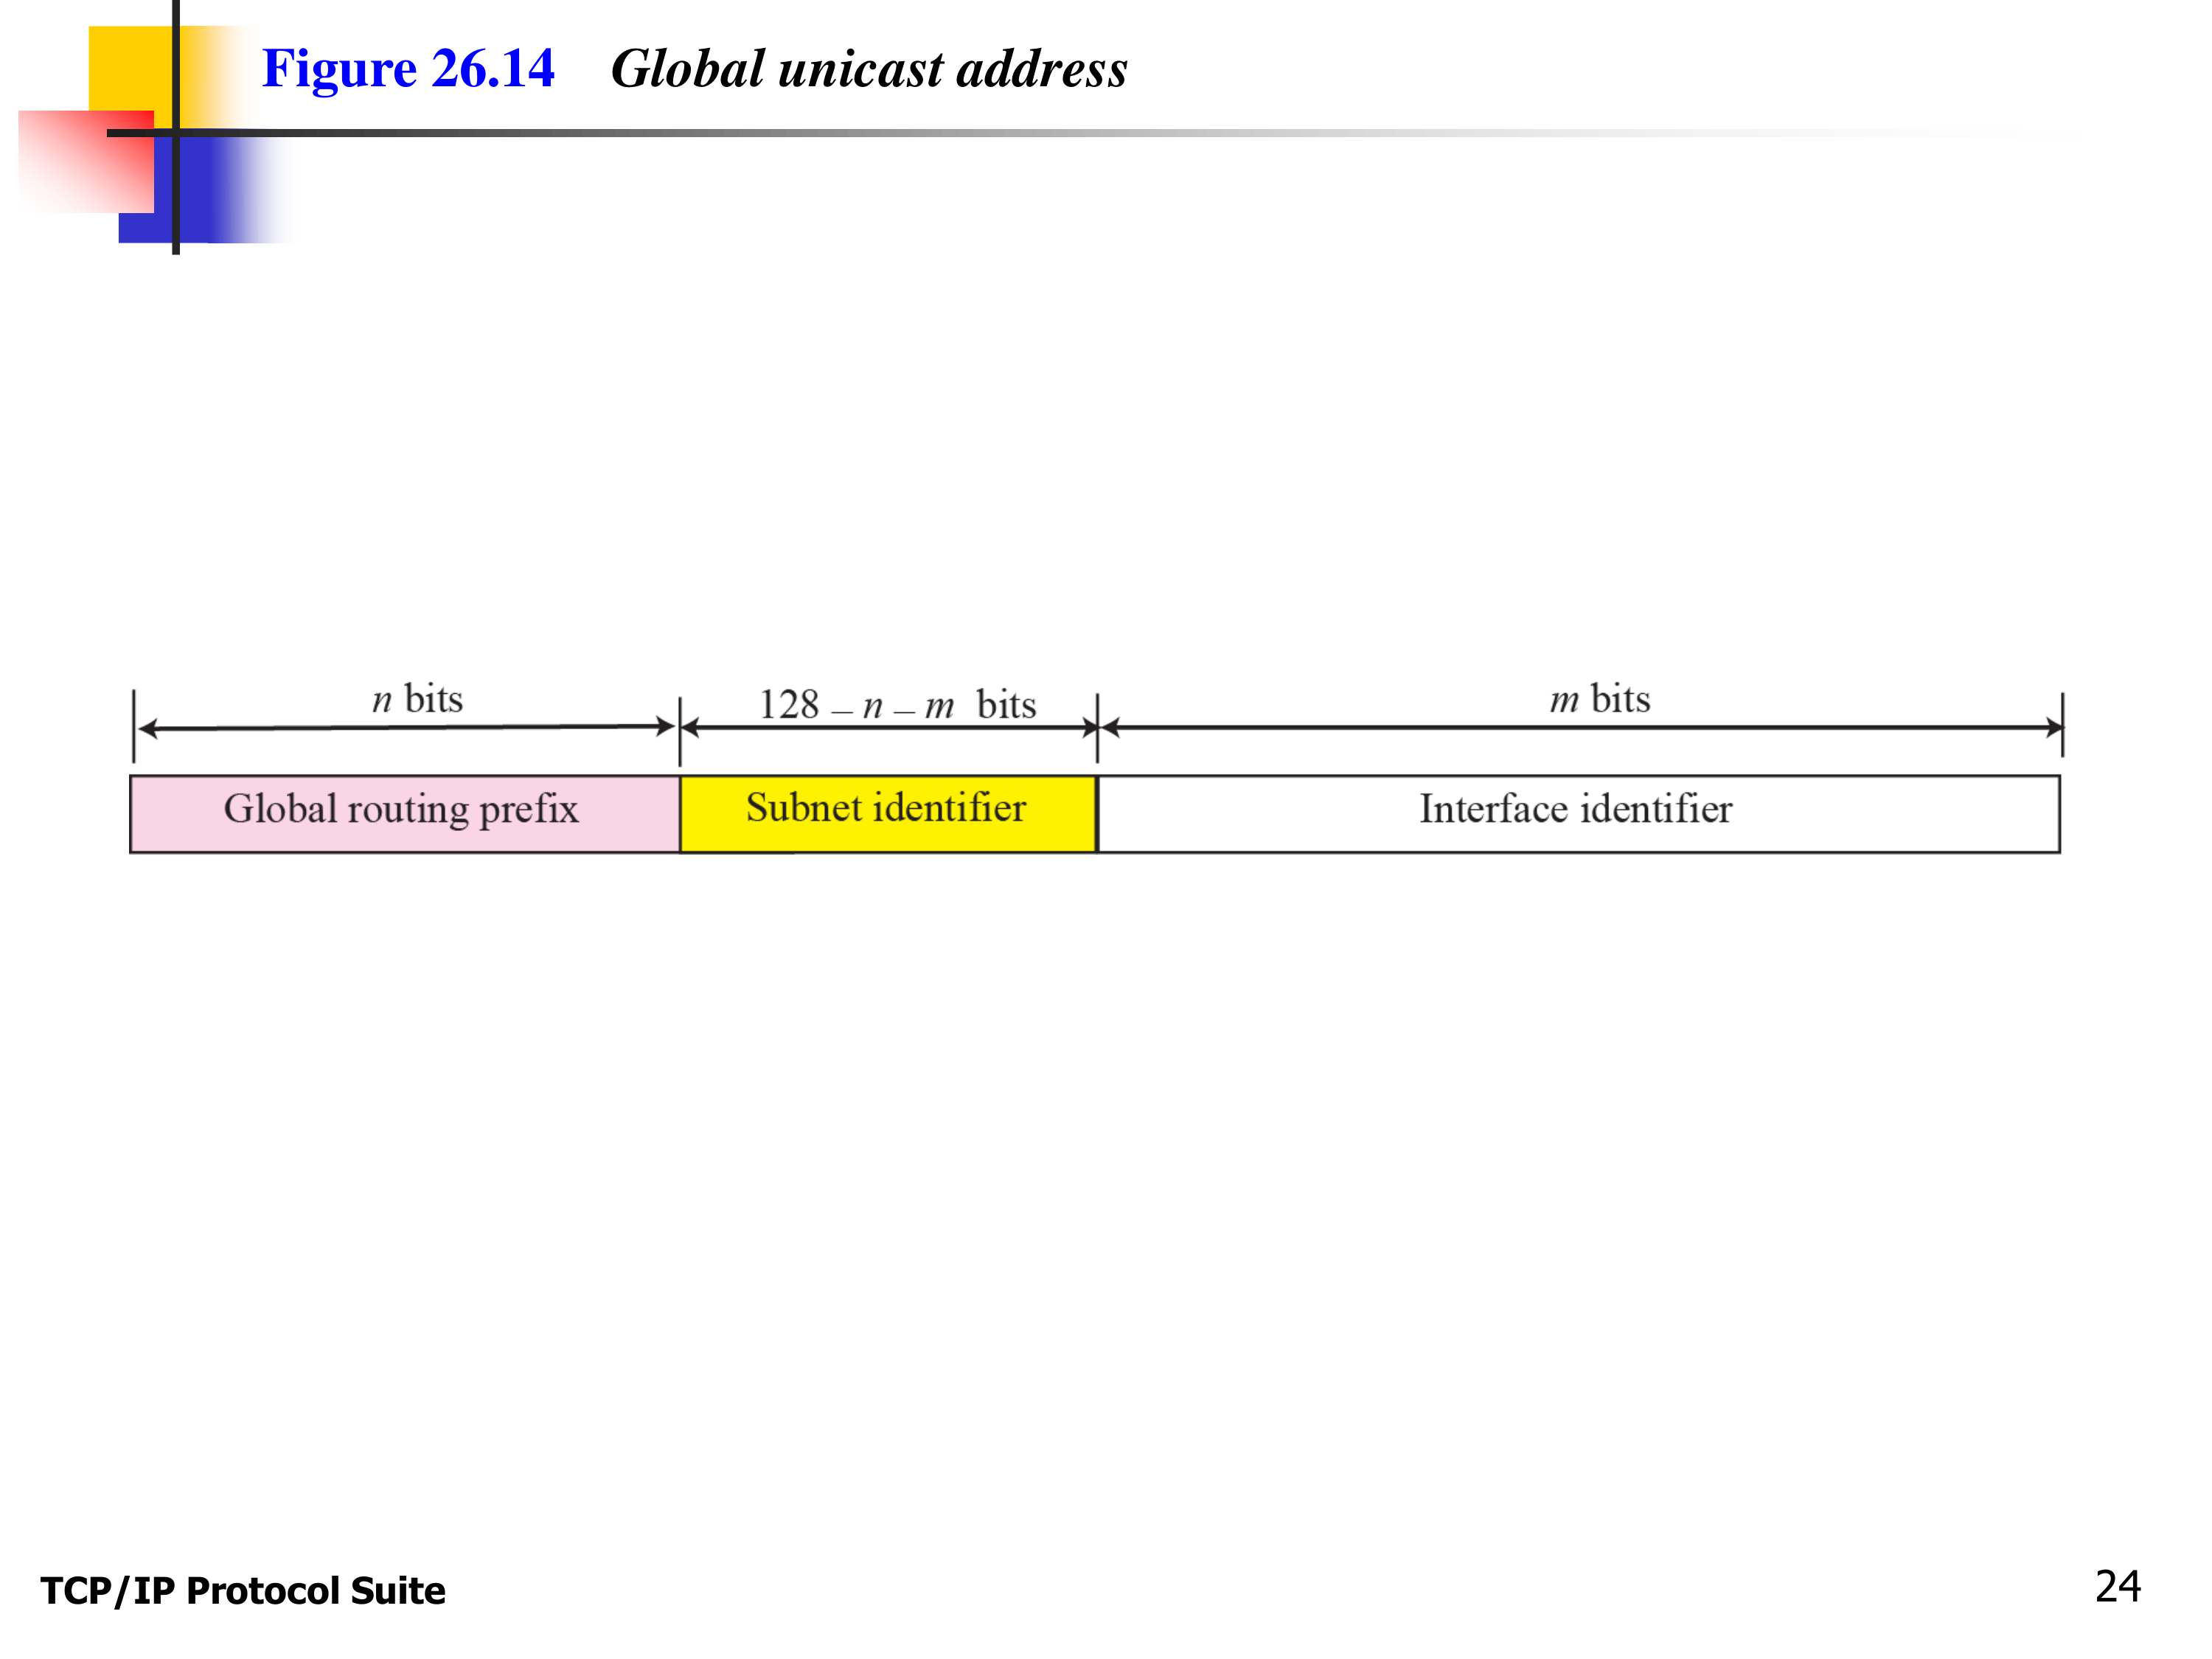 Figure 26.14 Global unicast address
n bits 128 – n – m bits m bits
Global routing prefix Subnet identifier Interface identifier
TCP/IP Protocol Suite 24